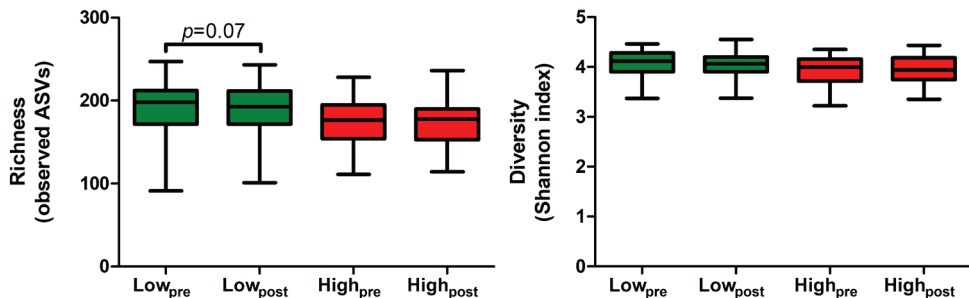 Richness
(observed ASVs)
300
200
100
0
p=0.07
Lowpre
Lowpost
Highpre
Highpost
Diversity
(Shannon index)
5
4
3
2
1
0
Lowpre
Lowpost
Highpre
Highpost